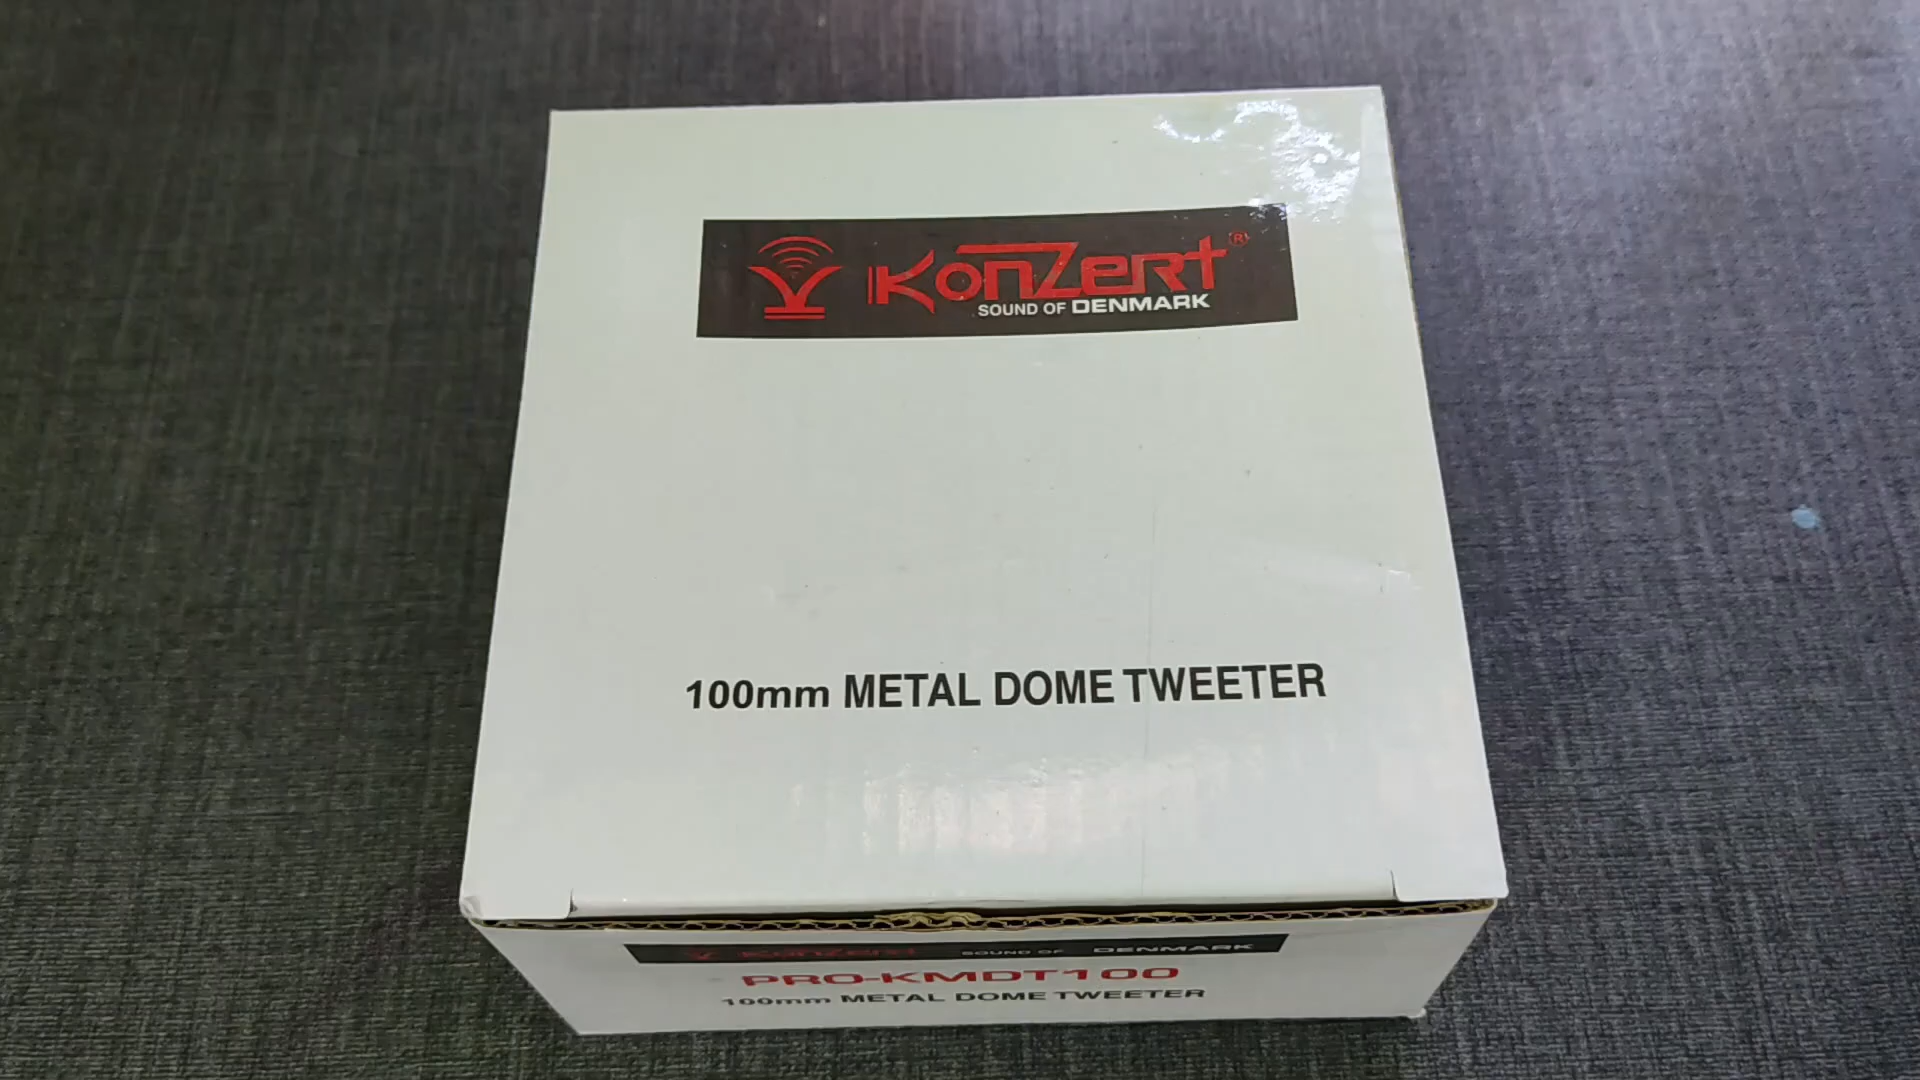 KonZert®
SOUND OF DENMARK
100mm METAL DOME TWEETER
KonZert SOUND OF DENMARK
PRO-KMDT100
100mm METAL DOME TWEETER